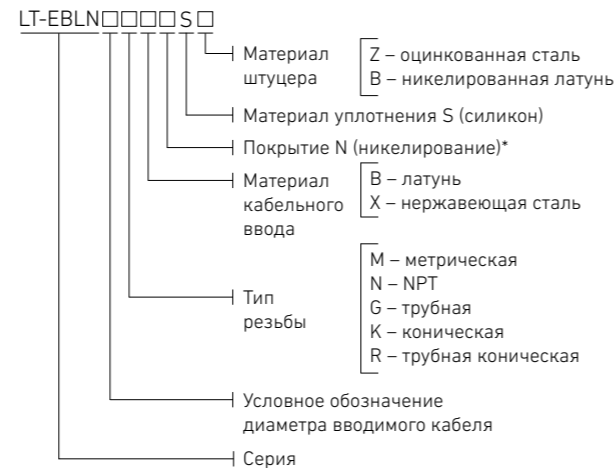 LT-EBLN□□□□S□
Материал
штуцера
Z – оцинкованная сталь
B – никелированная латунь
Материал уплотнения S (силикон)
Покрытие N (никелирование)*
Материал
кабельного
ввода
B – латунь
X – нержавеющая сталь
Тип
резьбы
M – метрическая
N – NPT
G – трубная
K – коническая
R – трубная коническая
Условное обозначение
диаметра вводимого кабеля
Серия